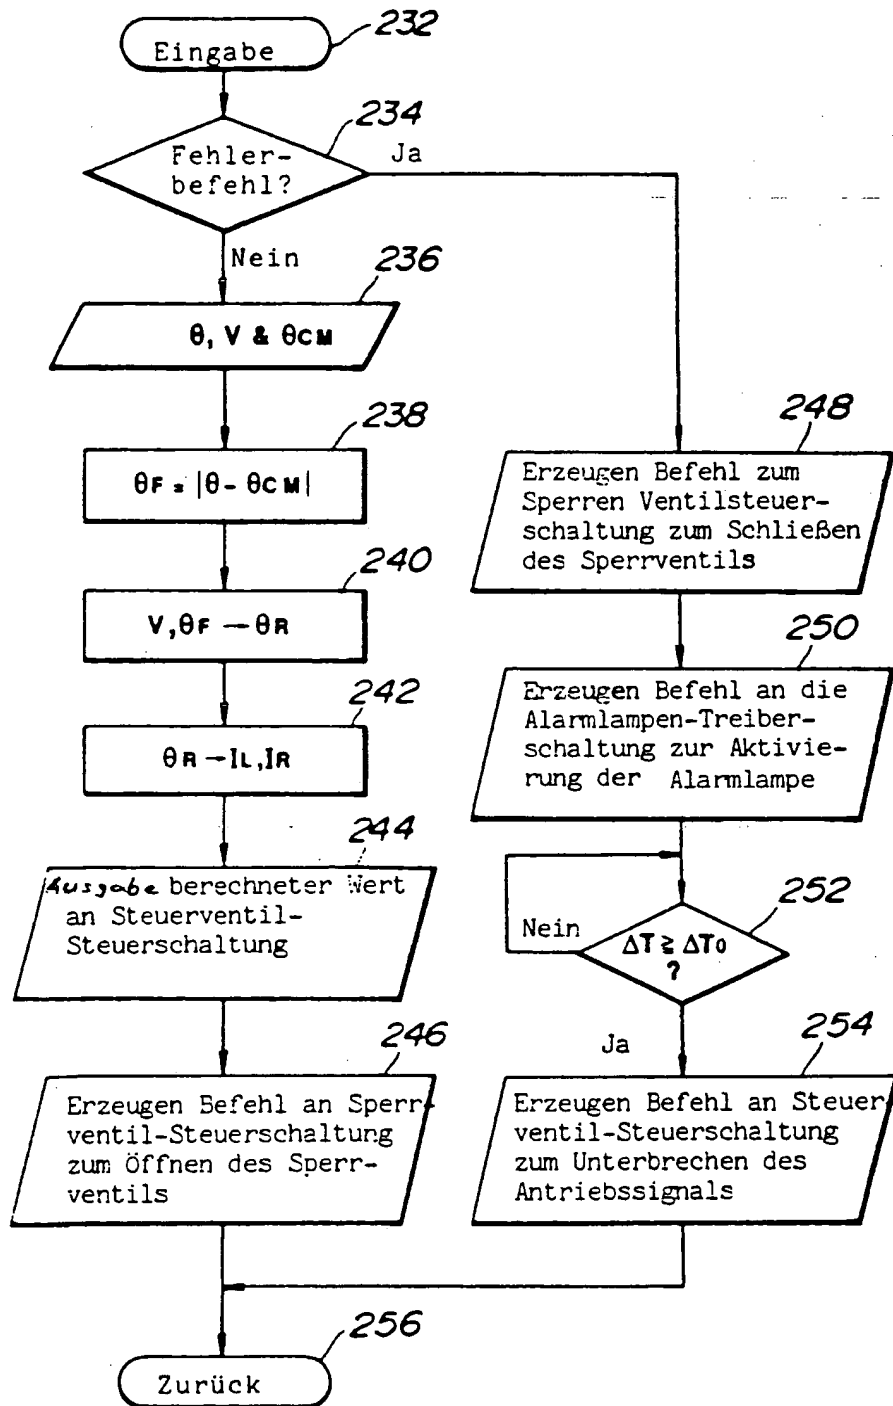 232
Eingabe
234
Fehler-
befehl?
Ja
Nein
236
θ, V & θCM
238
θF = |θ - θCM|
240
V, θF → θR
242
θR → IL, IR
244
Ausgabe berechneter Wert
an Steuerventil-
Steuerschaltung
246
Erzeugen Befehl an Sperr-
ventil-Steuerschaltung
zum Öffnen des Sperr-
ventils
248
Erzeugen Befehl zum
Sperren Ventilsteuer-
schaltung zum Schließen
des Sperrventils
250
Erzeugen Befehl an die
Alarmlampen-Treiber-
schaltung zur Aktivie-
rung der Alarmlampe
252
Nein
ΔT ≧ ΔT0
?
Ja
254
Erzeugen Befehl an Steuer-
ventil-Steuerschaltung
zum Unterbrechen des
Antriebssignals
256
Zurück